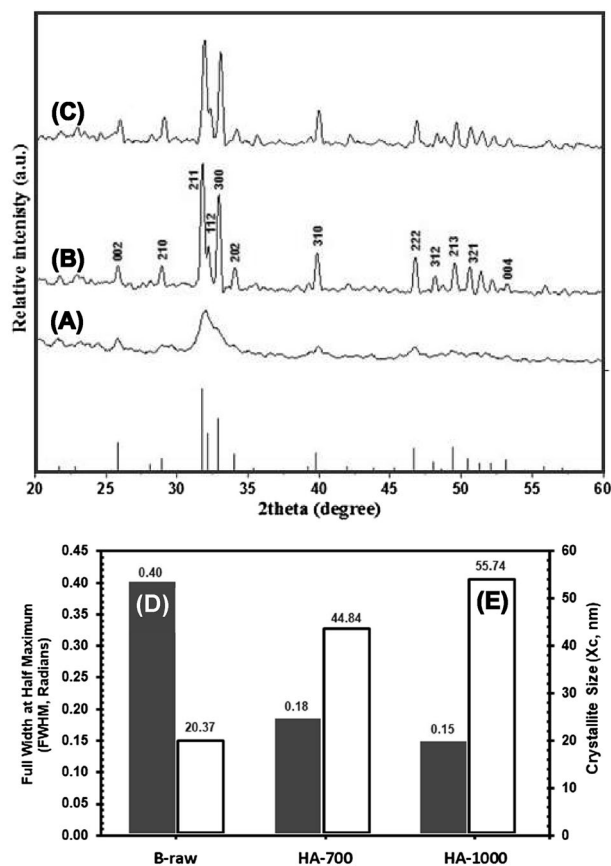 Relative intenisty (a.u.)
(C)
211
112
300
(B)
002
210
202
310
222
312
213
321
004
(A)
20 25 30 35 40 45 50 55 60
2theta (degree)
Full Width at Half Maximum
(FWHM, Radians)
0.45
0.40
0.35
0.30
0.25
0.20
0.15
0.10
0.05
0.00
0.40
(D)
20.37
0.18
44.84
0.15
(E)
55.74
60
50
40
30
20
10
0
Crystallite Size (Xc, nm)
B-raw HA-700 HA-1000